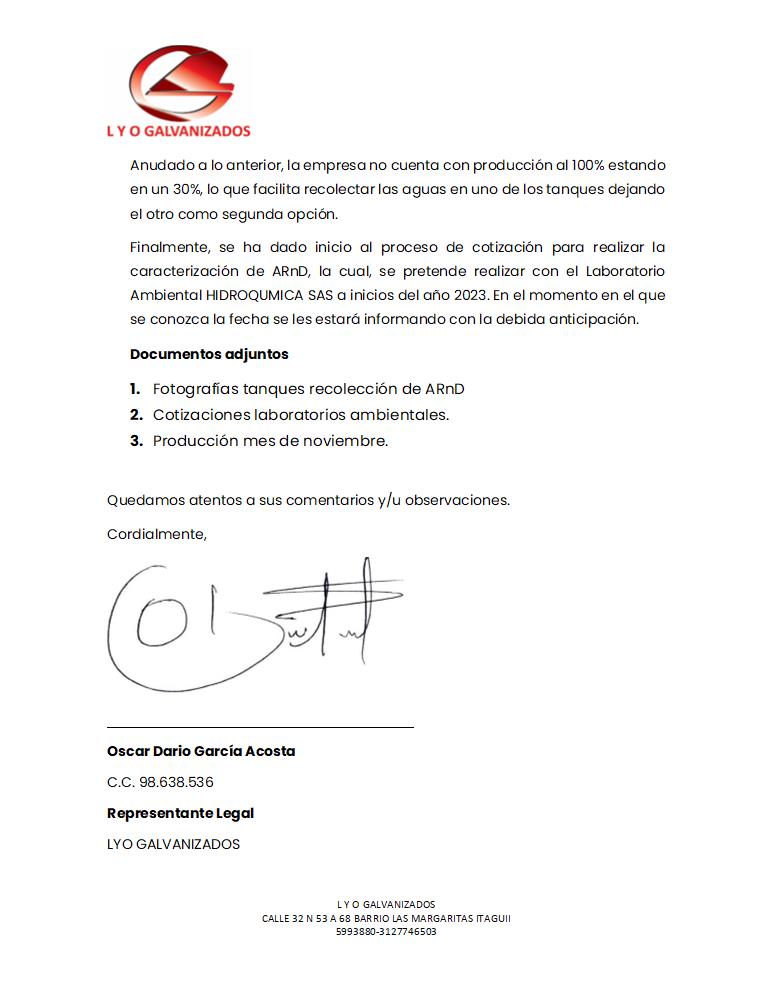 L Y O GALVANIZADOS
Anudado a lo anterior, la empresa no cuenta con producción al 100% estando
en un 30%, lo que facilita recolectar las aguas en uno de los tanques dejando
el otro como segunda opción.
Finalmente, se ha dado inicio al proceso de cotización para realizar la
caracterización de ARnD, la cual, se pretende realizar con el Laboratorio
Ambiental HIDROQUMICA SAS a inicios del año 2023. En el momento en el que
se conozca la fecha se les estará informando con la debida anticipación.
Documentos adjuntos
1. Fotografías tanques recolección de ARnD
2. Cotizaciones laboratorios ambientales.
3. Producción mes de noviembre.
Quedamos atentos a sus comentarios y/u observaciones.
Cordialmente,
Oscar Dario García Acosta
C.C. 98.638.536
Representante Legal
LYO GALVANIZADOS
L Y O GALVANIZADOS
CALLE 32 N 53 A 68 BARRIO LAS MARGARITAS ITAGUII
5993880-3127746503